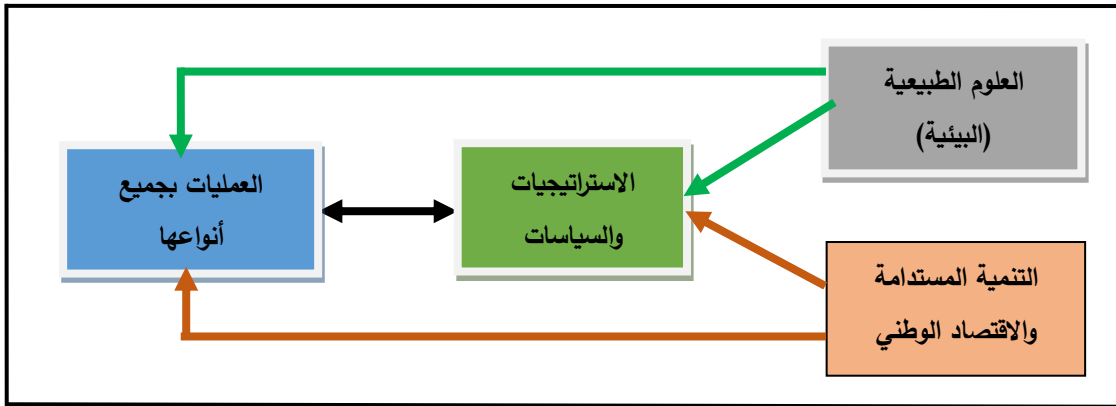 العلوم الطبيعية
(البيئية)
الاستراتيجيات
والسياسات
العمليات بجميع
أنواعها
التنمية المستدامة
والاقتصاد الوطني